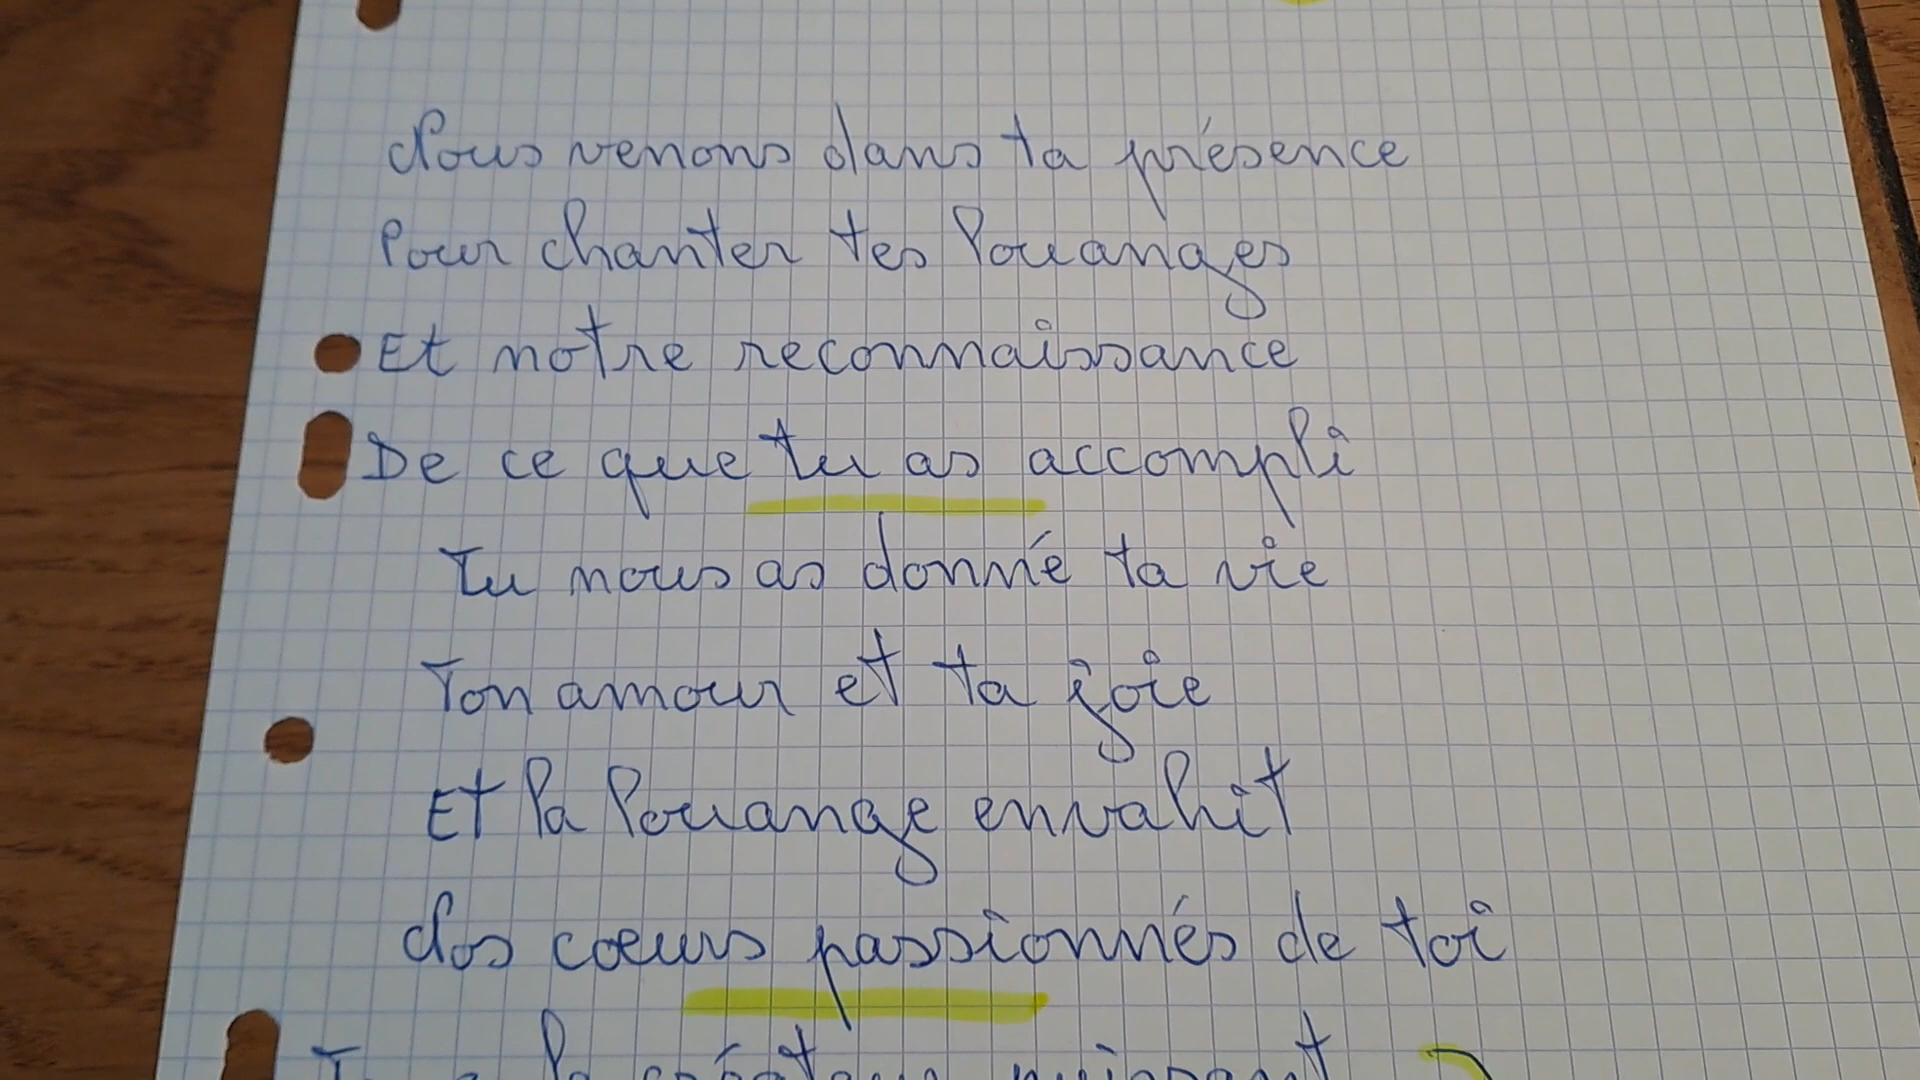 Nous venons dans ta présence
Pour chanter tes louanges
Et notre reconnaissance
De ce que tu as accompli
Tu nous as donné ta vie
Ton amour et ta joie
Et la louange envahit
Nos cœurs passionnés de toi